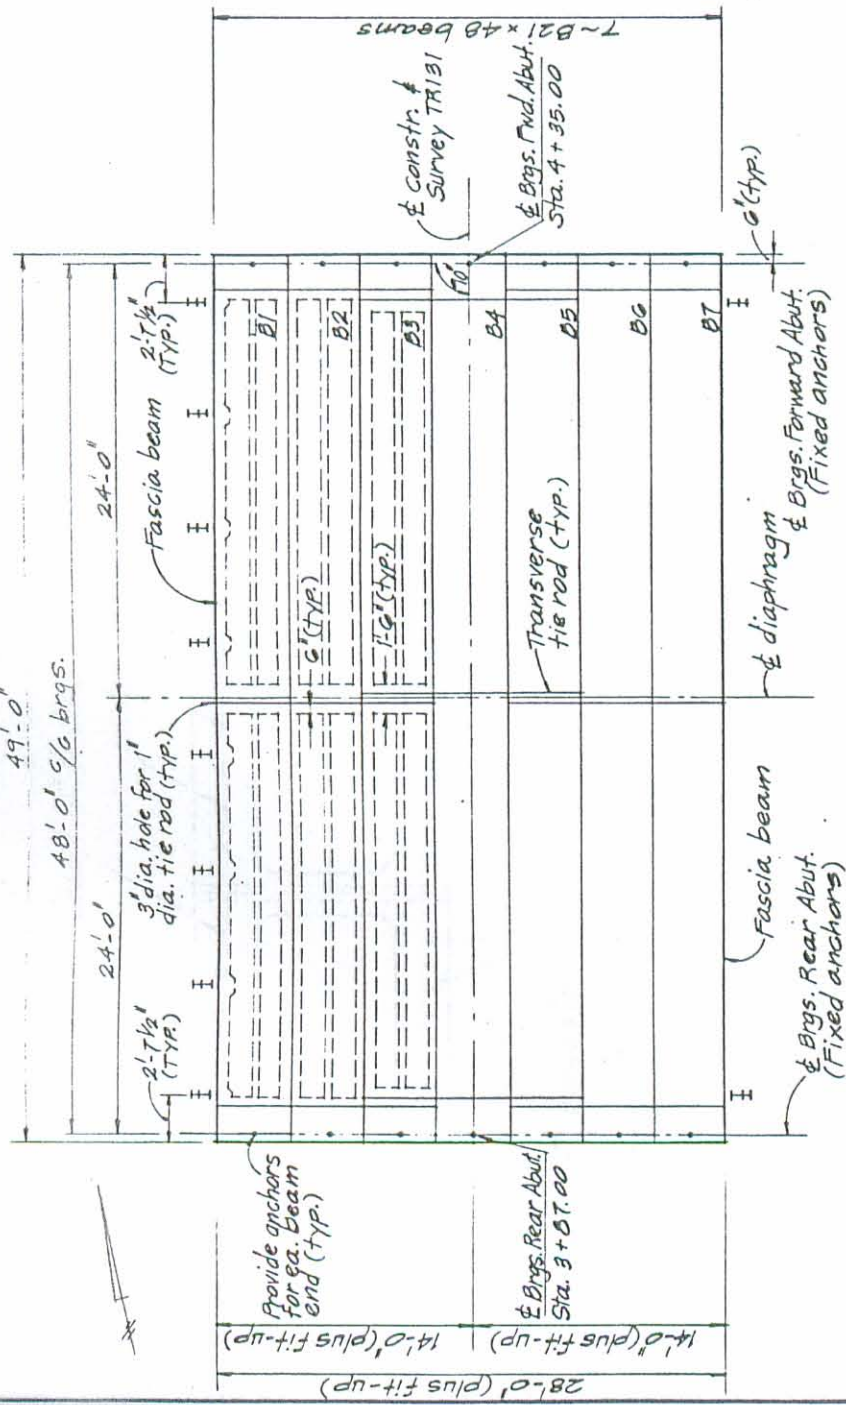 49'-0"
48'-0" c/c brgs.
24'-0"
24'-0"
2'-7½"
(TYP.)
3" dia. hole for 1"
dia. tie rod (typ.)
Fascia beam
2'-7½"
(TYP.)
Provide anchors
for ea. beam
end (typ.)
6" (typ.)
1'-6" (typ.)
B1
B2
B3
B4
B5
B6
B7
90°
℄ Constr. ⅊
Survey TR131
℄ Brgs. Fwd. Abut.
Sta. 4 + 35.00
7~B21 x 48 beams
6" (typ.)
℄ Brgs. Rear Abut.
Sta. 3 + 87.00
Transverse
tie rod (typ.)
14'-0" (plus fit-up)
14'-0" (plus fit-up)
28'-0" (plus fit-up)
℄ Brgs. Rear Abut.
(Fixed anchors)
Fascia beam
℄ diaphragm
℄ Brgs. Forward Abut.
(Fixed anchors)